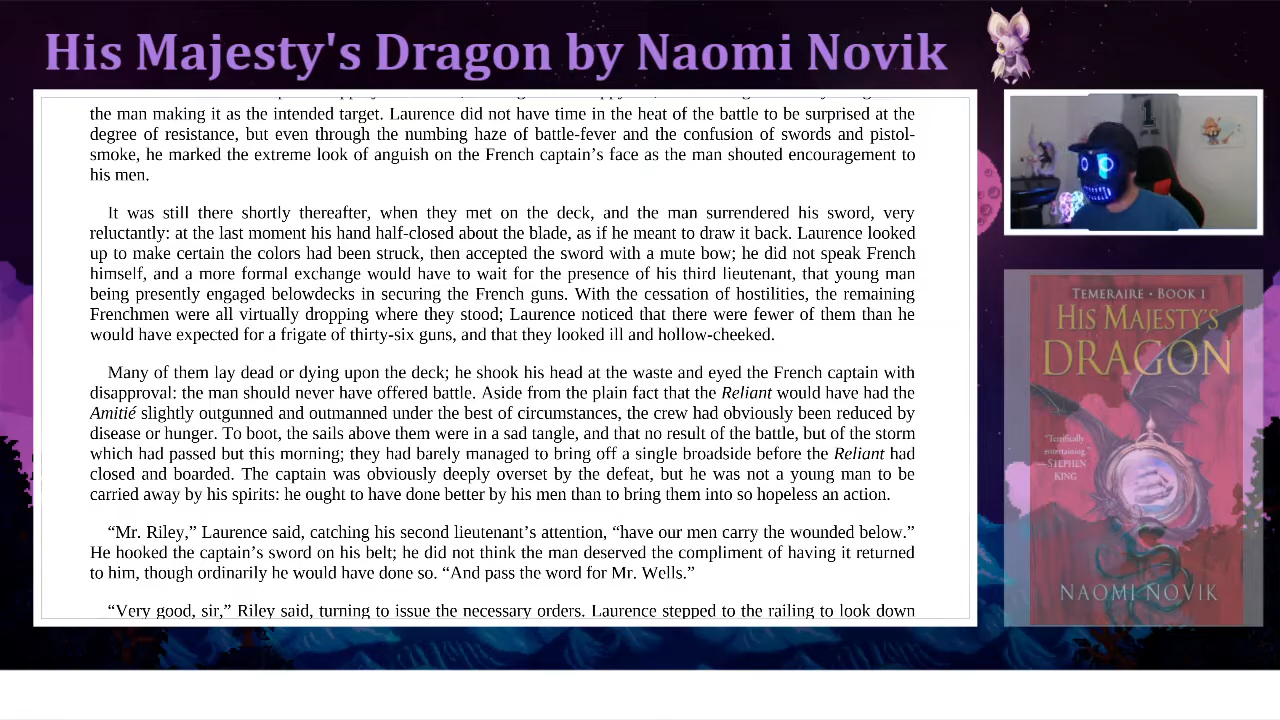 His Majesty's Dragon by Naomi Novik
the man making it as the intended target. Laurence did not have time in the heat of the battle to be surprised at the
degree of resistance, but even through the numbing haze of battle-fever and the confusion of swords and pistol-
smoke, he marked the extreme look of anguish on the French captain’s face as the man shouted encouragement to
his men.
It was still there shortly thereafter, when they met on the deck, and the man surrendered his sword, very
reluctantly: at the last moment his hand half-closed about the blade, as if he meant to draw it back. Laurence looked
up to make certain the colors had been struck, then accepted the sword with a mute bow; he did not speak French
himself, and a more formal exchange would have to wait for the presence of his third lieutenant, that young man
being presently engaged belowdecks in securing the French guns. With the cessation of hostilities, the remaining
Frenchmen were all virtually dropping where they stood; Laurence noticed that there were fewer of them than he
would have expected for a frigate of thirty-six guns, and that they looked ill and hollow-cheeked.
Many of them lay dead or dying upon the deck; he shook his head at the waste and eyed the French captain with
disapproval: the man should never have offered battle. Aside from the plain fact that the Reliant would have had the
Amitié slightly outgunned and outmanned under the best of circumstances, the crew had obviously been reduced by
disease or hunger. To boot, the sails above them were in a sad tangle, and that no result of the battle, but of the storm
which had passed but this morning; they had barely managed to bring off a single broadside before the Reliant had
closed and boarded. The captain was obviously deeply overset by the defeat, but he was not a young man to be
carried away by his spirits: he ought to have done better by his men than to bring them into so hopeless an action.
“Mr. Riley,” Laurence said, catching his second lieutenant’s attention, “have our men carry the wounded below.”
He hooked the captain’s sword on his belt; he did not think the man deserved the compliment of having it returned
to him, though ordinarily he would have done so. “And pass the word for Mr. Wells.”
“Very good, sir,” Riley said, turning to issue the necessary orders. Laurence stepped to the railing to look down
1
TEMERAIRE • BOOK 1
HIS MAJESTY'S
DRAGON
"Terrifically
entertaining."
—STEPHEN
KING
NAOMI NOVIK